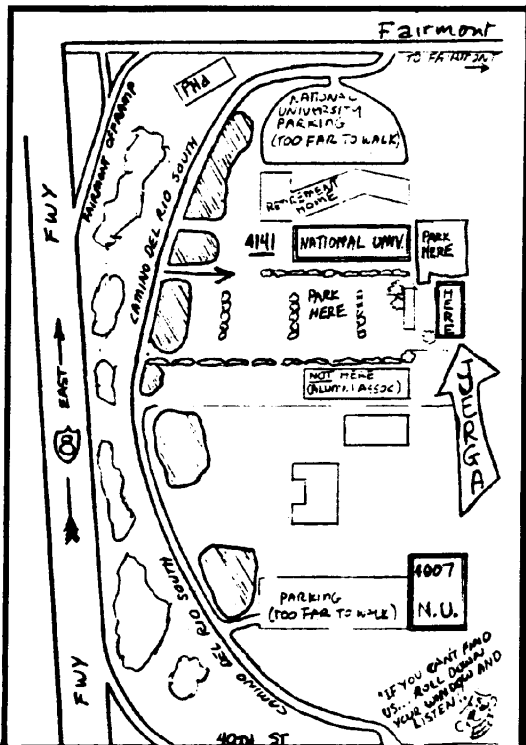 Fairmont
TO FAIRMONT
PHd
NATIONAL
UNIVERSITY
PARKING
(TOO FAR TO WALK)
FAIRMONT OFFRAMP
CAMINO DEL RIO SOUTH
FWY
RETIREMENT
HOME
4141
NATIONAL UNIV.
PARK
HERE
PARK
HERE
HERE
EAST
8
NOT HERE
(ALUMNI ASSOC)
CAMINO DEL RIO SOUTH
PARKING
(TOO FAR TO WALK)
4007
N.U.
"IF YOU CAN'T FIND
US... ROLL DOWN
YOUR WINDOW AND
LISTEN..."
FWY
40TH ST